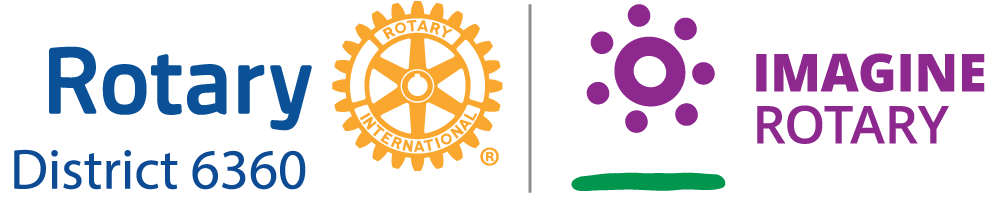 Rotary
District 6360
ROTARY
INTERNATIONAL
®
IMAGINE
ROTARY